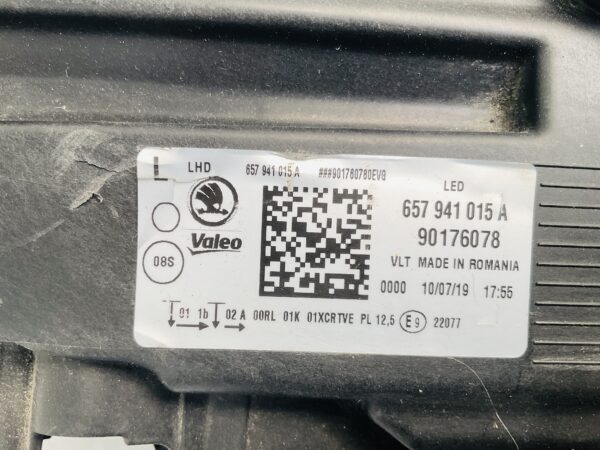 L LHD 657 941 015 A ###901760780EVG LED
657 941 015 A
Valeo 90176078
08S VLT MADE IN ROMANIA
0000 10/07/19 17:55
01 1b 02 A 00RL 01K 01XCRTVE PL 12,5 E9 22077